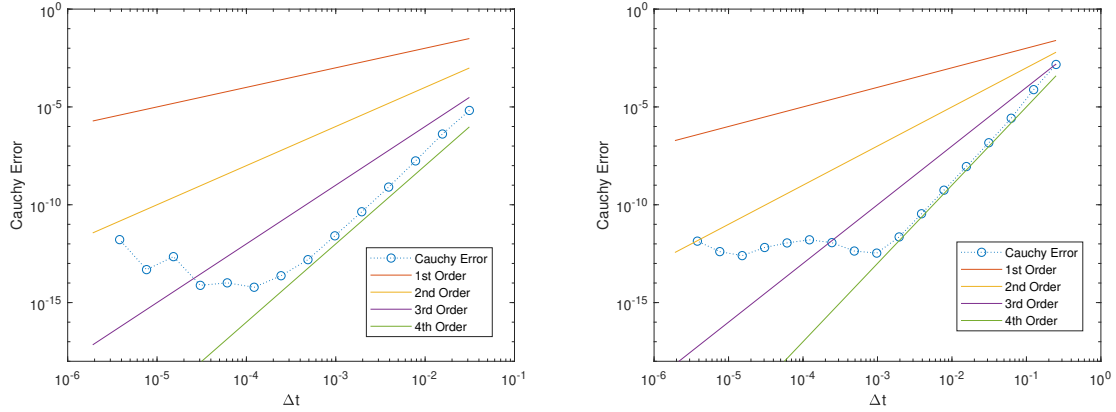 10^0
10^-5
10^-10
10^-15
Cauchy Error
10^-6
10^-5
10^-4
10^-3
10^-2
10^-1
Δt
Cauchy Error
1st Order
2nd Order
3rd Order
4th Order
10^0
10^-5
10^-10
10^-15
Cauchy Error
10^-6
10^-5
10^-4
10^-3
10^-2
10^-1
10^0
Δt
Cauchy Error
1st Order
2nd Order
3rd Order
4th Order